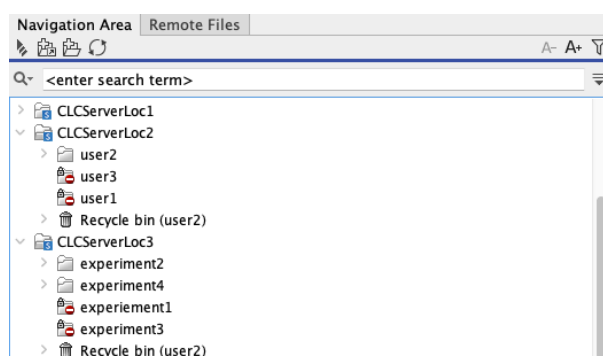 Navigation Area Remote Files
A- A+
<enter search term>
CLCServerLoc1
CLCServerLoc2
user2
user3
user1
Recycle bin (user2)
CLCServerLoc3
experiment2
experiment4
experiement1
experiment3
Recycle bin (user2)